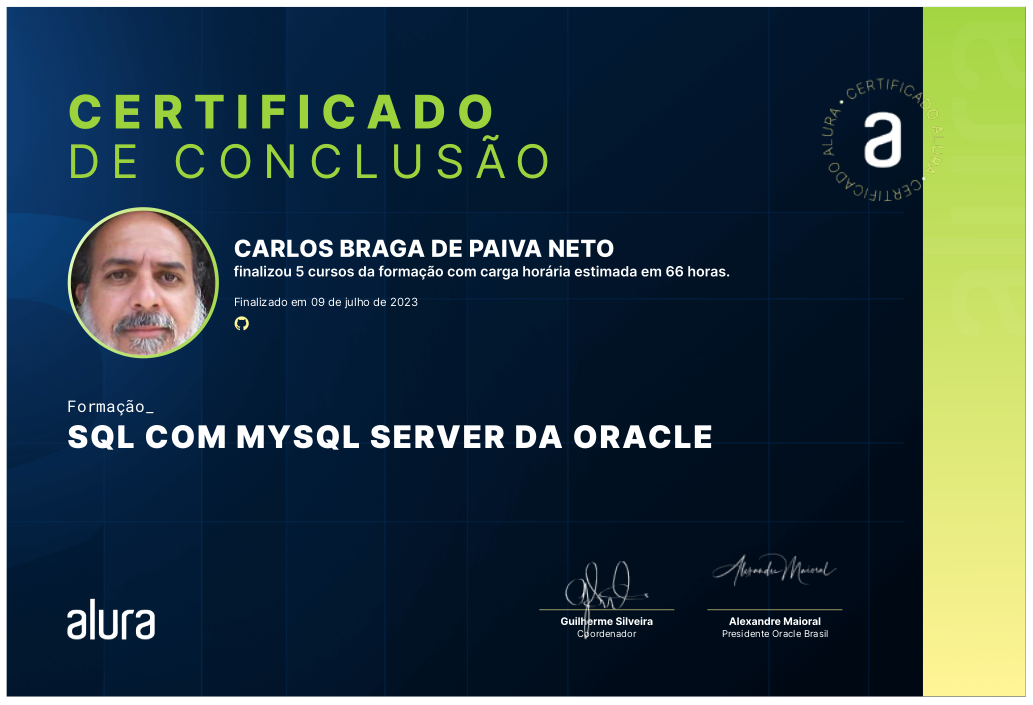 CERTIFICADO
DE CONCLUSÃO
CERTIFICADO ALURA • CERTIFICADO ALURA •
a
CARLOS BRAGA DE PAIVA NETO
finalizou 5 cursos da formação com carga horária estimada em 66 horas.
Finalizado em 09 de julho de 2023
Formação_
SQL COM MYSQL SERVER DA ORACLE
alura
Alexandre Maioral
Guilherme Silveira
Coordenador
Alexandre Maioral
Presidente Oracle Brasil